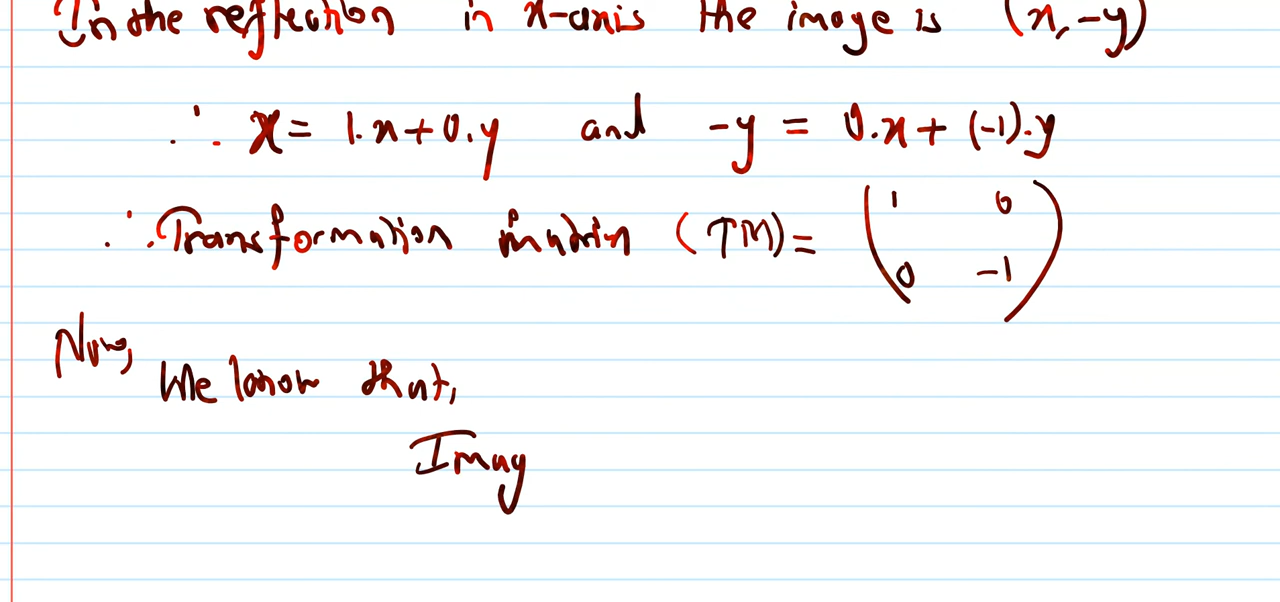 In the reflection in x-axis the image is (x, -y)
∴ x = 1.x + 0.y and -y = 0.x + (-1).y
∴ Transformation matrix (TM) = ( 1 0
0 -1 )
Now,
We know that,
Imag